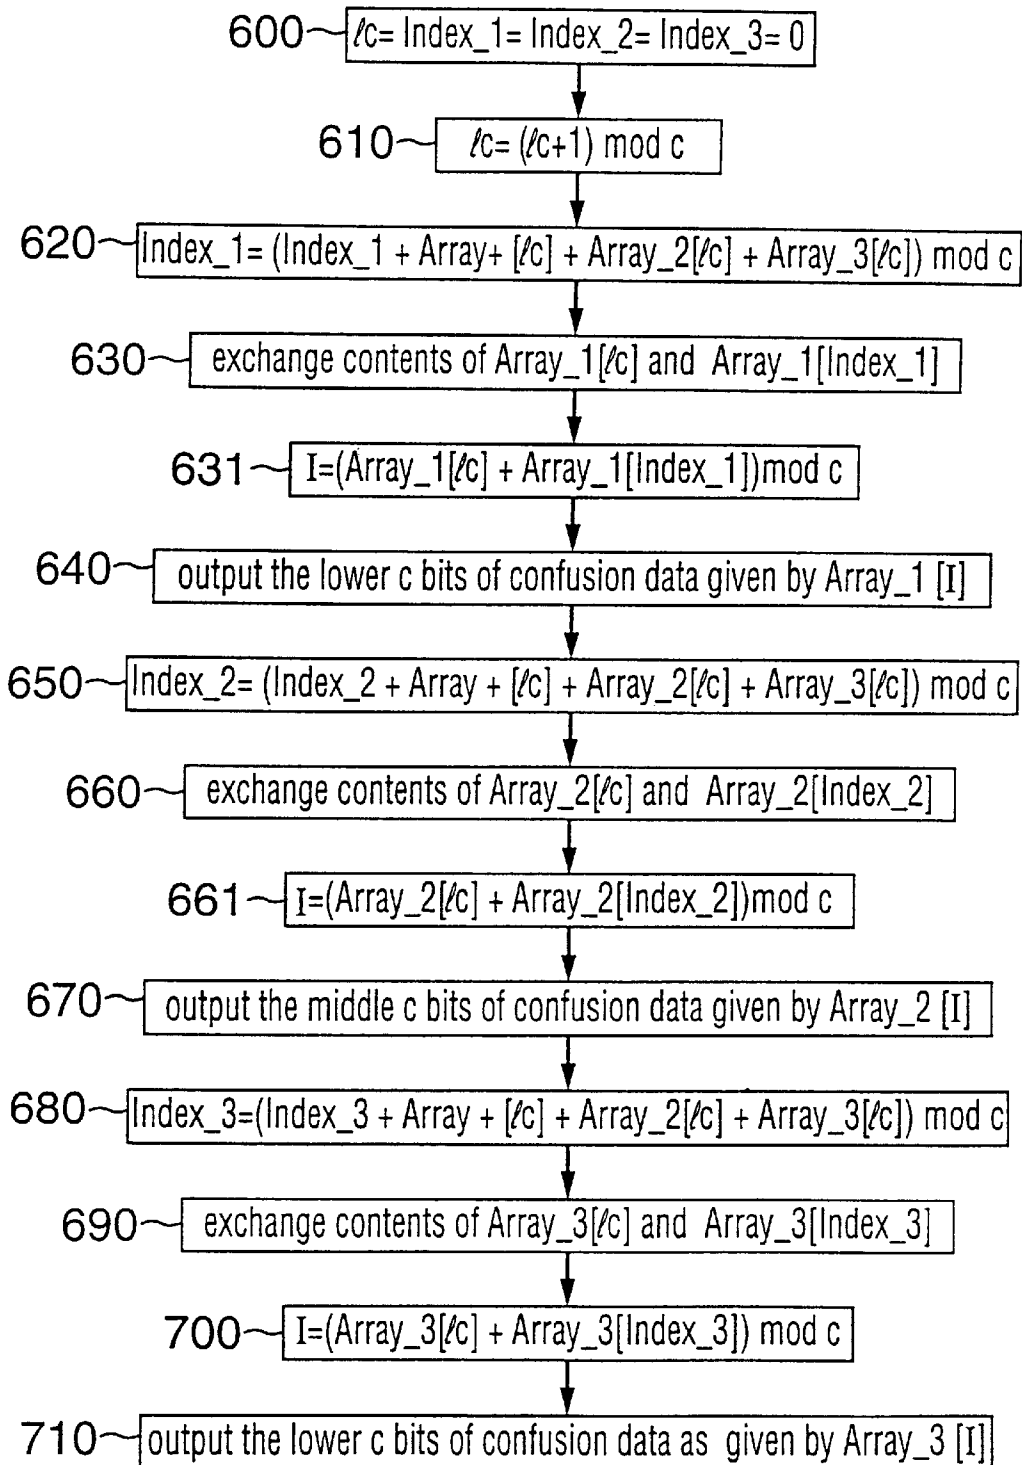 600 ℓc= Index_1= Index_2= Index_3= 0
610 ℓc= (ℓc+1) mod c
620 Index_1= (Index_1 + Array+ [ℓc] + Array_2[ℓc] + Array_3[ℓc]) mod c
630 exchange contents of Array_1[ℓc] and Array_1[Index_1]
631 I=(Array_1[ℓc] + Array_1[Index_1])mod c
640 output the lower c bits of confusion data given by Array_1 [I]
650 Index_2= (Index_2 + Array + [ℓc] + Array_2[ℓc] + Array_3[ℓc]) mod c
660 exchange contents of Array_2[ℓc] and Array_2[Index_2]
661 I=(Array_2[ℓc] + Array_2[Index_2])mod c
670 output the middle c bits of confusion data given by Array_2 [I]
680 Index_3=(Index_3 + Array + [ℓc] + Array_2[ℓc] + Array_3[ℓc]) mod c
690 exchange contents of Array_3[ℓc] and Array_3[Index_3]
700 I=(Array_3[ℓc] + Array_3[Index_3]) mod c
710 output the lower c bits of confusion data as given by Array_3 [I]